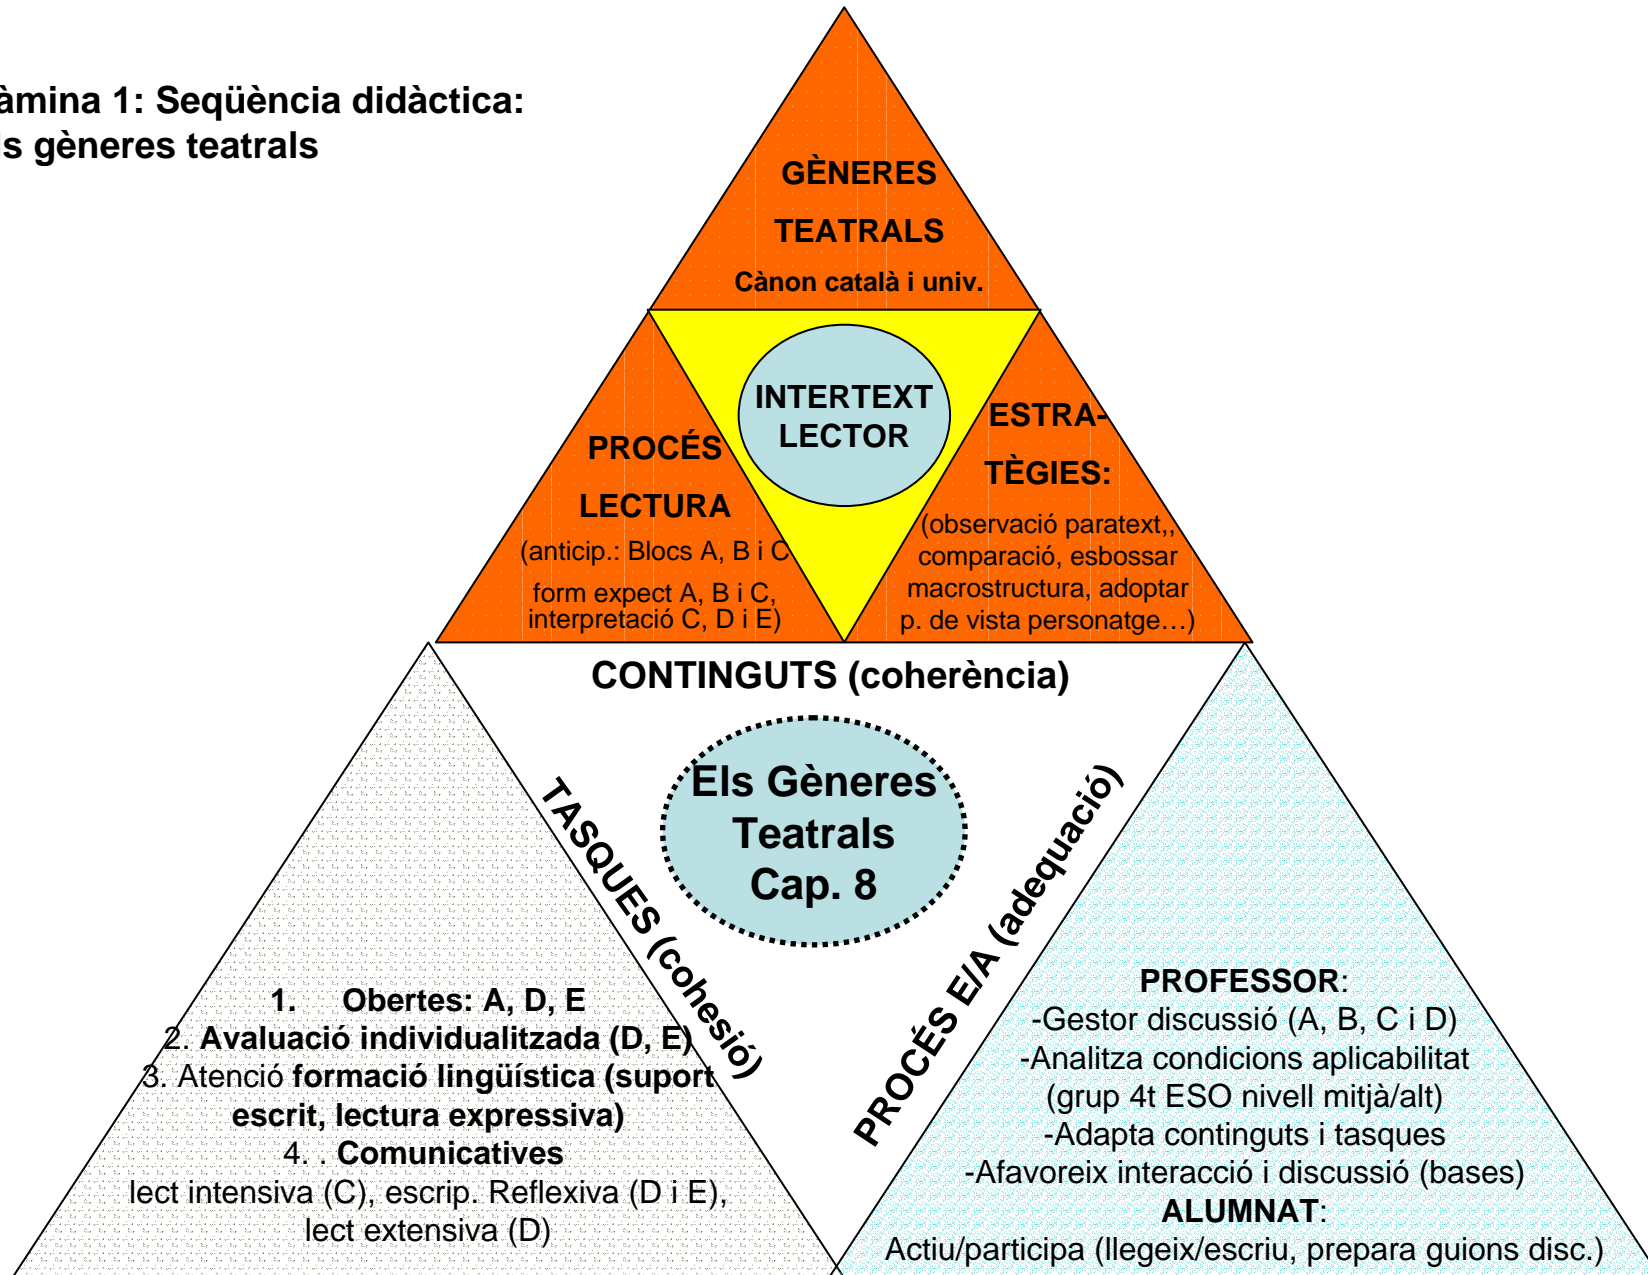 àmina 1: Seqüència didàctica:
ls gèneres teatrals
GÈNERES
TEATRALS
Cànon català i univ.
INTERTEXT
LECTOR
PROCÉS
LECTURA
(anticip.: Blocs A, B i C
form expect A, B i C,
interpretació C, D i E)
ESTRA-
TÈGIES:
(observació paratext,,
comparació, esbossar
macrostructura, adoptar
p. de vista personatge…)
CONTINGUTS (coherència)
TASQUES (cohesió)
Els Gèneres
Teatrals
Cap. 8
PROCÉS E/A (adequació)
1. Obertes: A, D, E
2. Avaluació individualitzada (D, E)
3. Atenció formació lingüística (suport
escrit, lectura expressiva)
4. . Comunicatives
lect intensiva (C), escrip. Reflexiva (D i E),
lect extensiva (D)
PROFESSOR:
-Gestor discussió (A, B, C i D)
-Analitza condicions aplicabilitat
(grup 4t ESO nivell mitjà/alt)
-Adapta continguts i tasques
-Afavoreix interacció i discussió (bases)
ALUMNAT:
Actiu/participa (llegeix/escriu, prepara guions disc.)